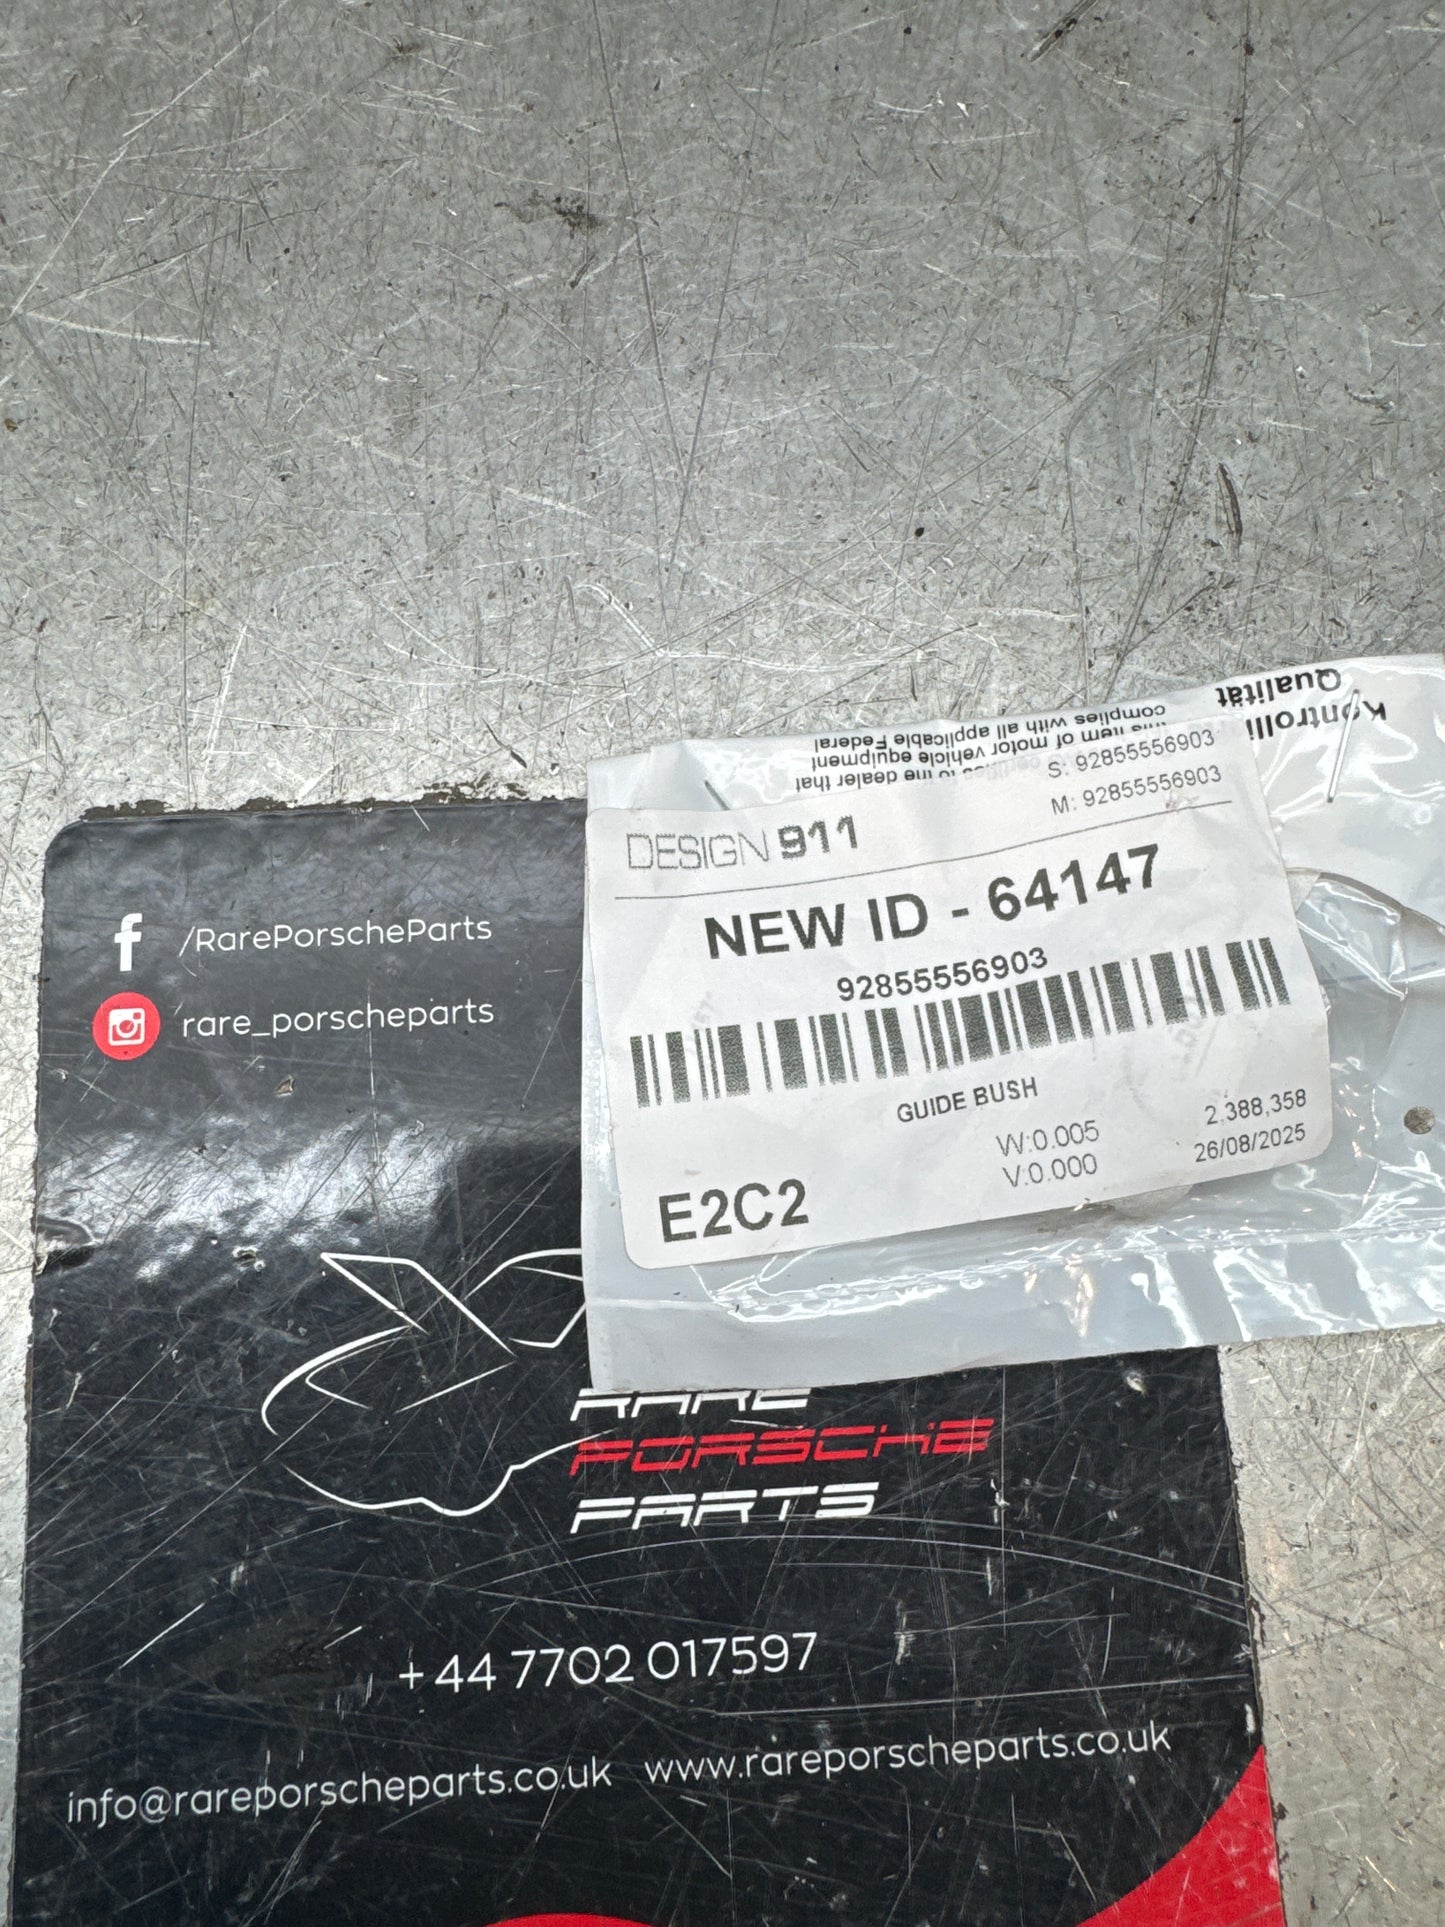 Kontrolli
Qualität
complies with all applicable Federal
this item of motor vehicle equipment
to the dealer that
S: 92855556903
M: 92855556903
DESIGN 911
NEW ID - 64147
92855556903
GUIDE BUSH
W:0.005
V:0.000
2,388,358
26/08/2025
E2C2
/RarePorscheParts
rare_porscheparts
RARE
PORSCHE
PARTS
+44 7702 017597
info@rareporscheparts.co.uk www.rareporscheparts.co.uk